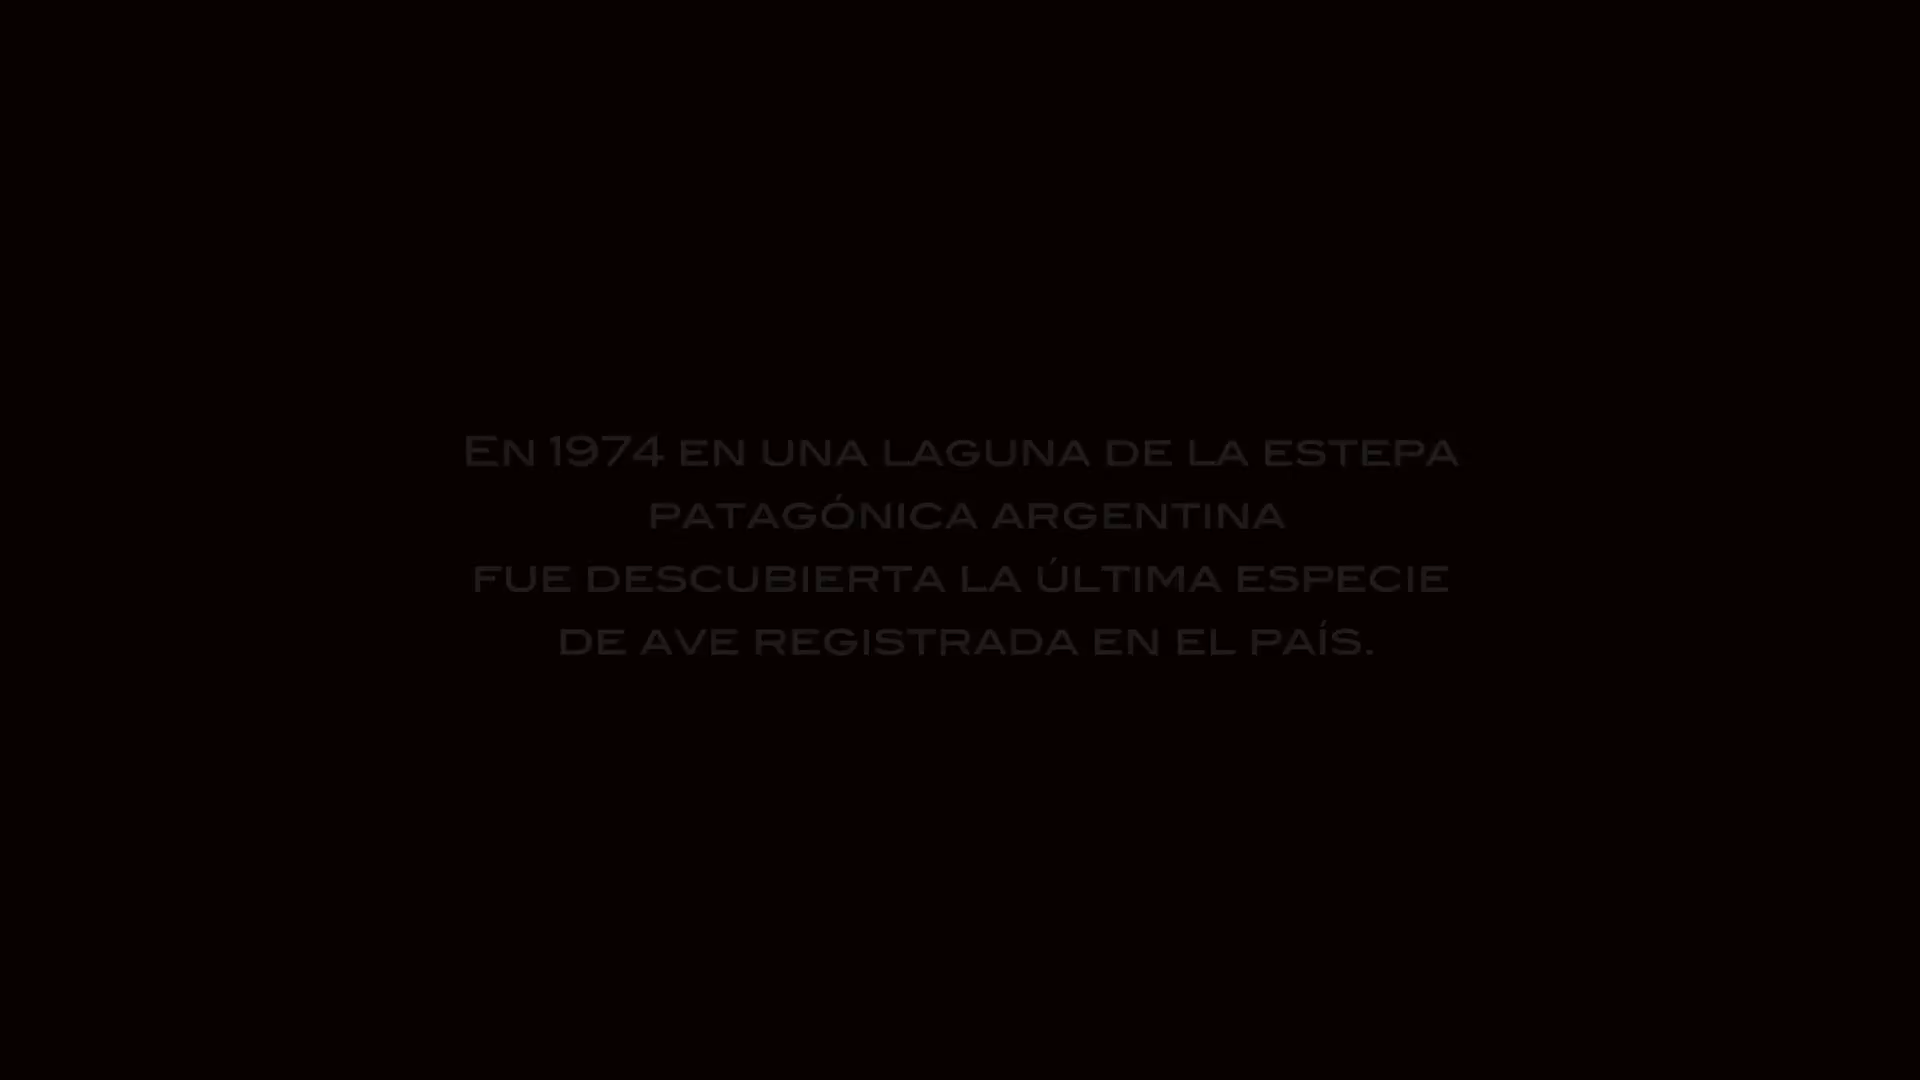 En 1974 en una laguna de la estepa
patagónica argentina
fue descubierta la última especie
de ave registrada en el país.